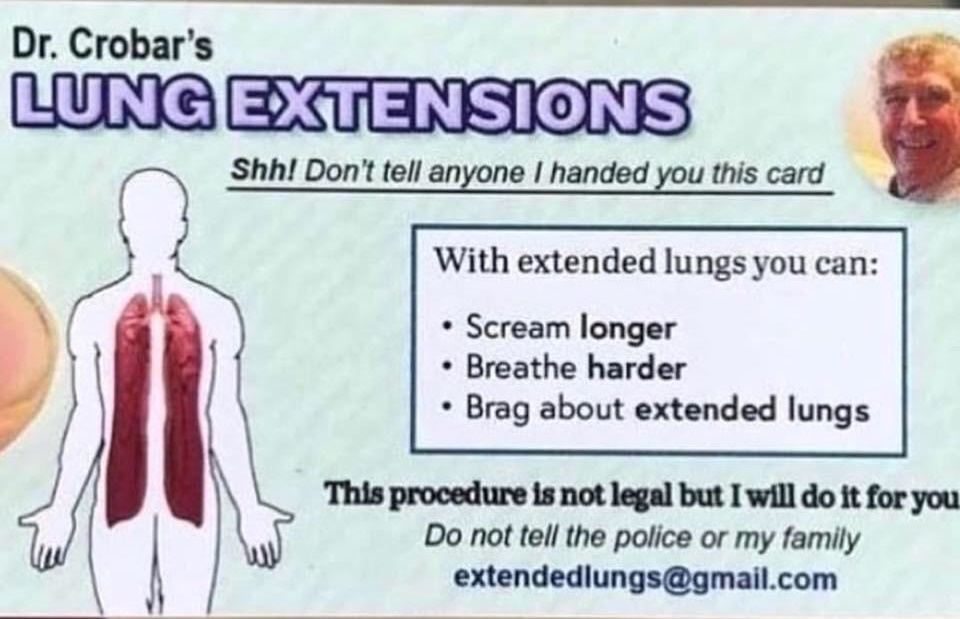 Dr. Crobar's
LUNG EXTENSIONS
Shh! Don't tell anyone I handed you this card
With extended lungs you can:
• Scream longer
• Breathe harder
• Brag about extended lungs
This procedure is not legal but I will do it for you
Do not tell the police or my family
extendedlungs@gmail.com